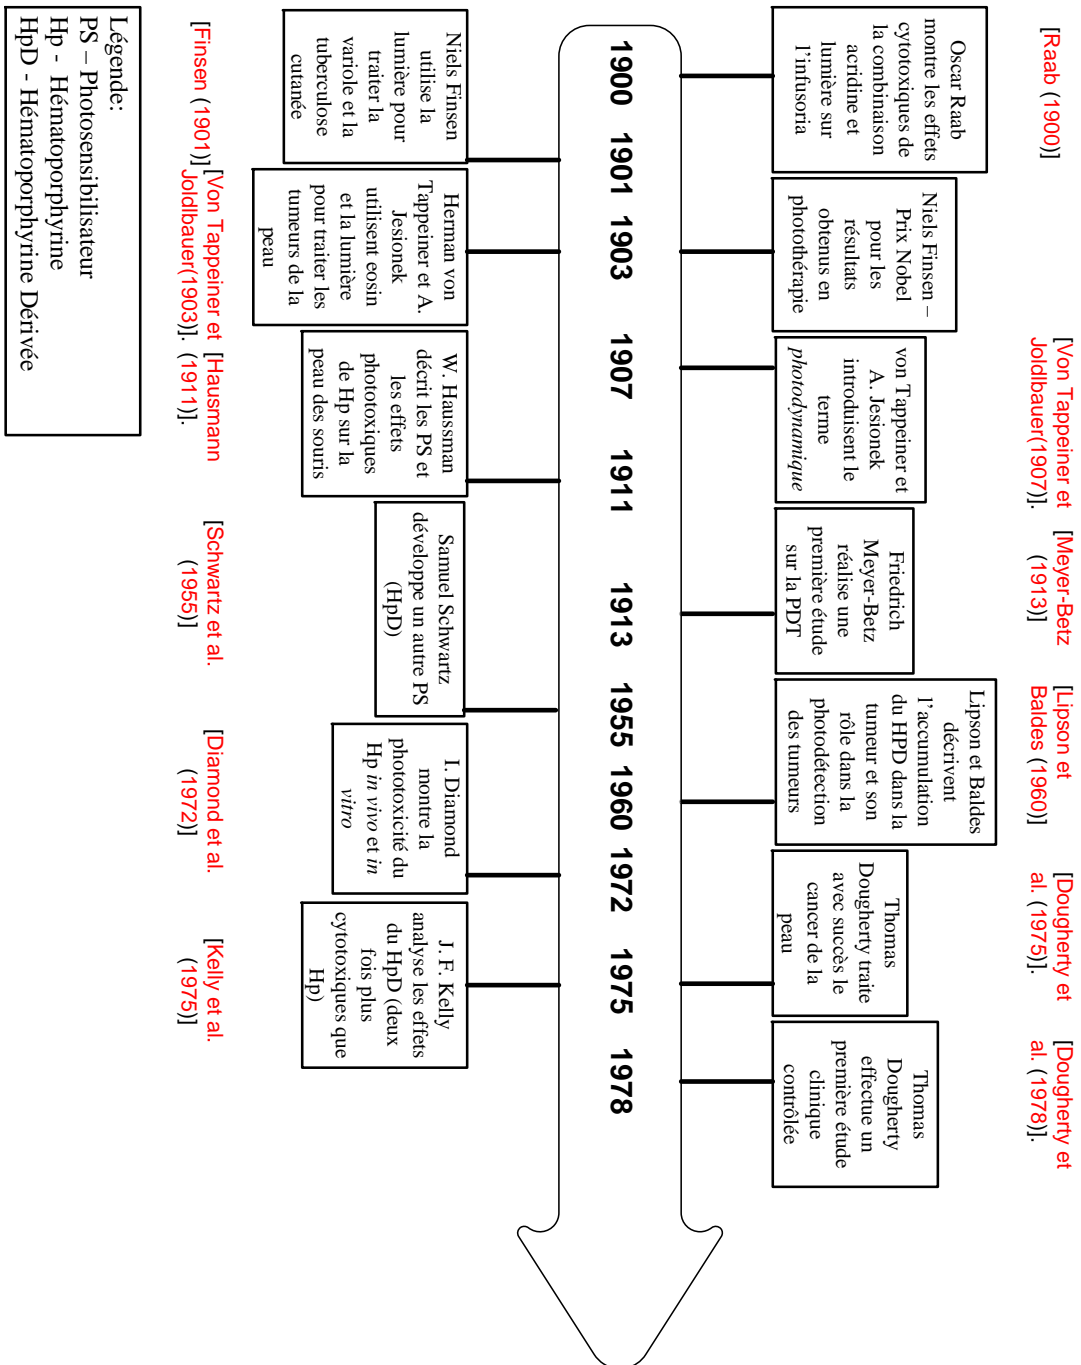 [Raab (1900)]
[Von Tappeiner et
Joldlbauer(1907)].
[Meyer-Betz
(1913)]
[Lipson et
Baldes (1960)]
[Dougherty et
al. (1975)].
[Dougherty et
al. (1978)].
Oscar Raab
montre les effets
cytotoxiques de
la combinaison
acridine et
lumière sur
l’infusoria
Niels Finsen –
Prix Nobel
pour les
résultats
obtenus en
photothérapie
von Tappeiner et
A. Jesionek
introduisent le
terme
photodynamique
Friedrich
Meyer-Betz
réalise une
première étude
sur la PDT
Lipson et Baldes
décrivent
l’accumulation
du HPD dans la
tumeur et son
rôle dans la
photodétection
des tumeurs
Thomas
Dougherty traite
avec succès le
cancer de la
peau
Thomas
Dougherty
effectue un
première étude
clinique
contrôlée
1900 1901 1903 1907 1911 1913 1955 1960 1972 1975 1978
Niels Finsen
utilise la
lumière pour
traiter la
variole et la
tuberculose
cutanée
Herman von
Tappeiner et A.
Jesionek
utilisent eosin
et la lumière
pour traiter les
tumeurs de la
peau
W. Haussman
décrit les PS et
les effets
phototoxiques
de Hp sur la
peau des souris
Samuel Schwartz
développe un autre PS
(HpD)
I. Diamond
montre la
phototoxicité du
Hp in vivo et in
vitro
J. F. Kelly
analyse les effets
du HpD (deux
fois plus
cytotoxiques que
Hp)
[Finsen (1901)]
[Von Tappeiner et
Joldlbauer(1903)].
[Hausmann
(1911)].
[Schwartz et al.
(1955)]
[Diamond et al.
(1972)]
[Kelly et al.
(1975)]
Légende:
PS – Photosensibilisateur
Hp - Hématoporphyrine
HpD - Hématoporphyrine Dérivée